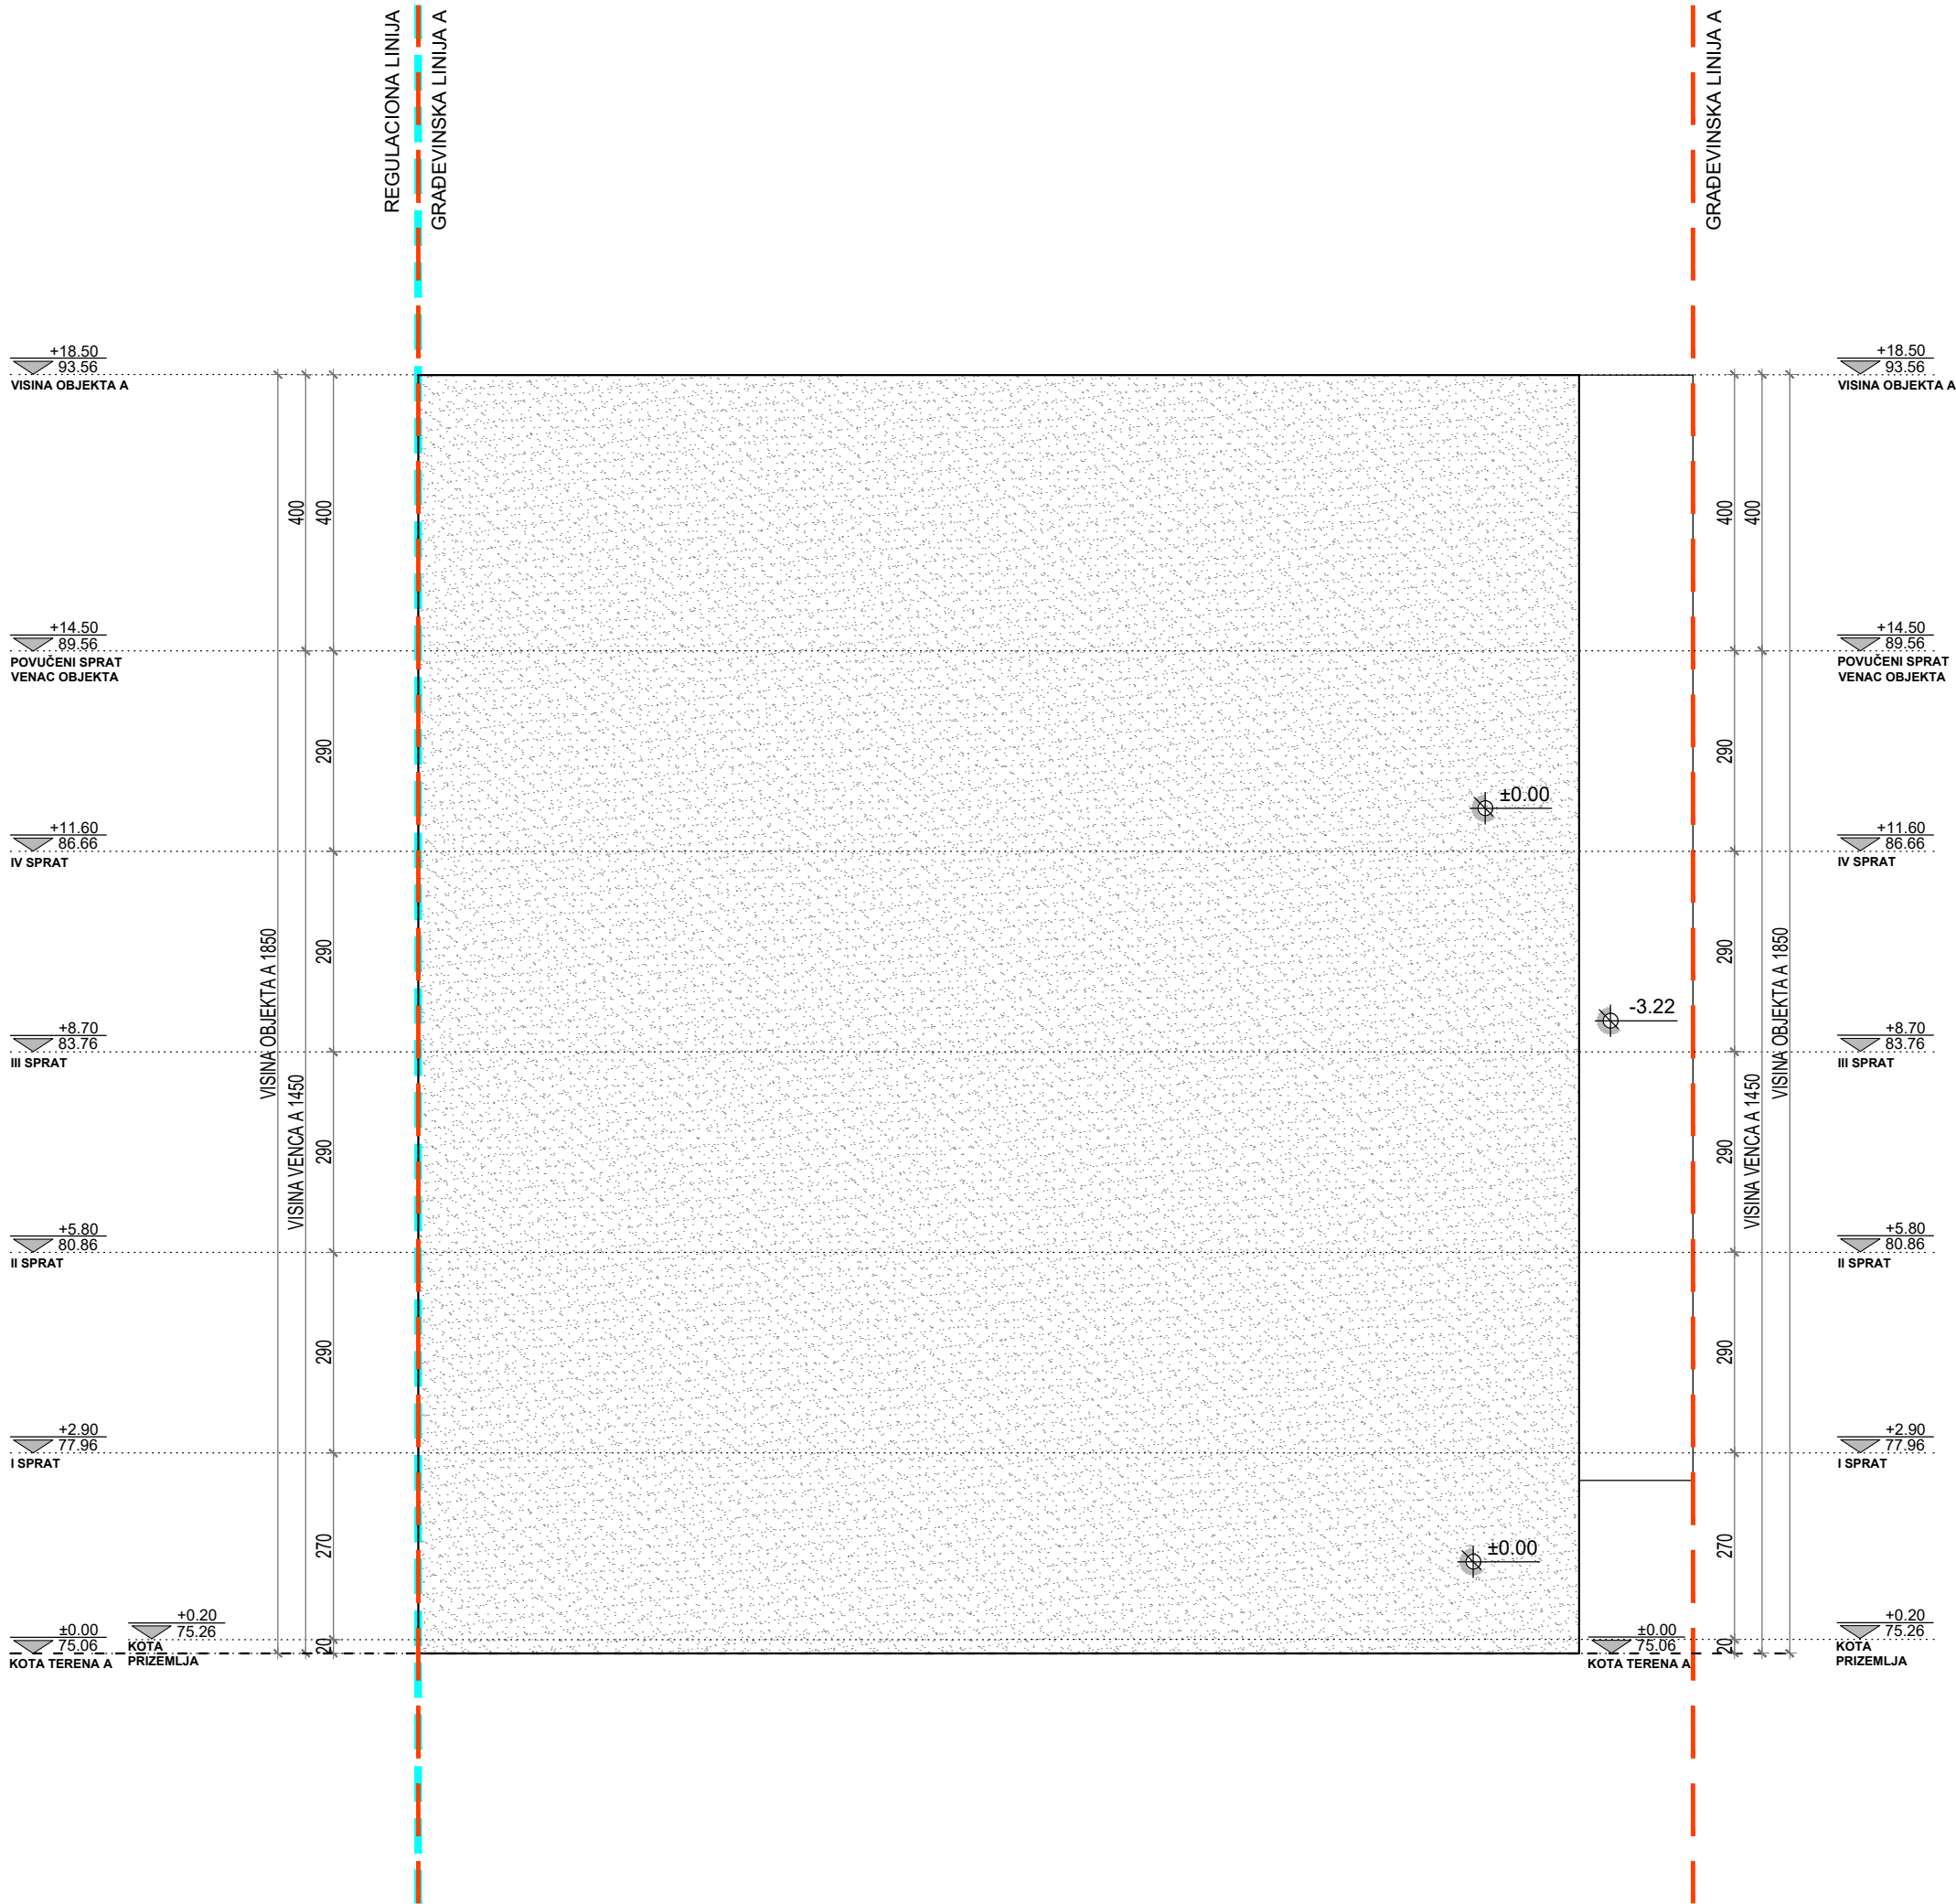 REGULACIONA LINIJA
GRAĐEVINSKA LINIJA A
GRAĐEVINSKA LINIJA A
+18.50
93.56
VISINA OBJEKTA A
+18.50
93.56
VISINA OBJEKTA A
400
400
400
400
+14.50
89.56
POVUČENI SPRAT
VENAC OBJEKTA
+14.50
89.56
POVUČENI SPRAT
VENAC OBJEKTA
290
290
±0.00
+11.60
86.66
IV SPRAT
+11.60
86.66
IV SPRAT
290
290
VISINA OBJEKTA A 1850
VISINA OBJEKTA A 1850
-3.22
+8.70
83.76
III SPRAT
+8.70
83.76
III SPRAT
VISINA VENCA A 1450
290
290
VISINA VENCA A 1450
+5.80
80.86
II SPRAT
+5.80
80.86
II SPRAT
290
290
+2.90
77.96
I SPRAT
+2.90
77.96
I SPRAT
270
±0.00
270
+0.20
75.26
KOTA
PRIZEMLJA
±0.00
75.06
KOTA TERENA A
20
±0.00
75.06
KOTA TERENA A
20
+0.20
75.26
KOTA
PRIZEMLJA